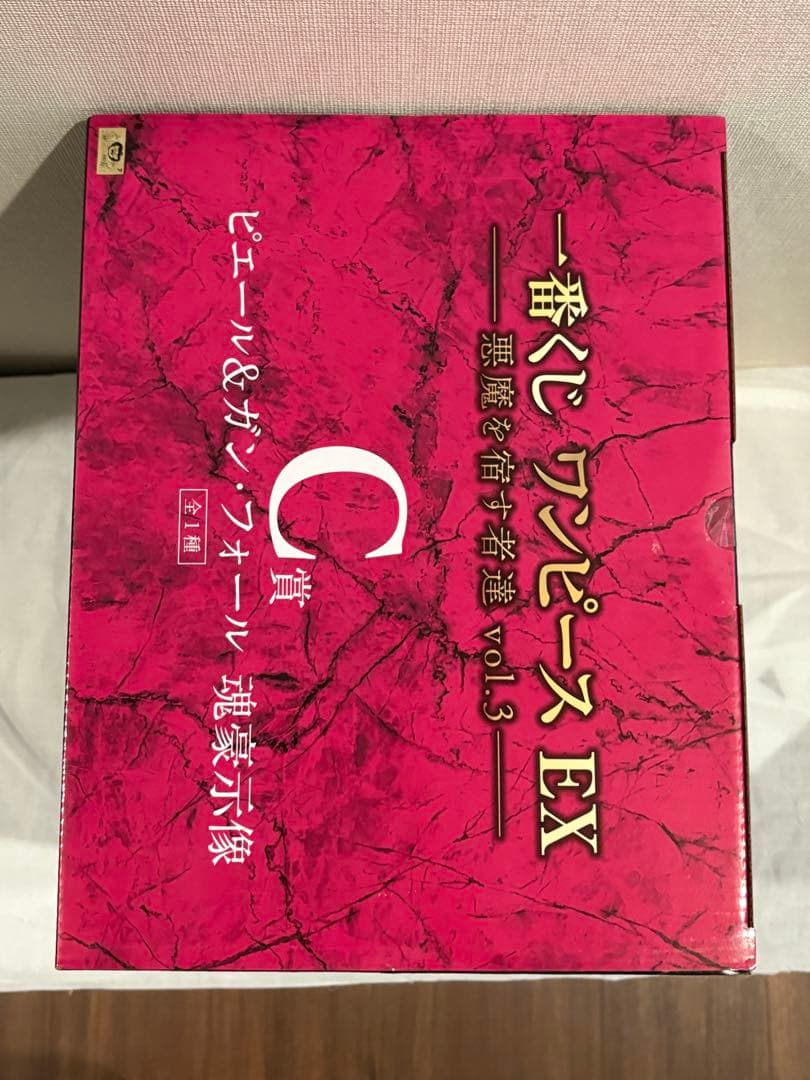 一番くじ ワンピース EX
悪魔を宿す者達 vol.3
C賞
ピエール&ガン・フォール 魂豪示像
全1種